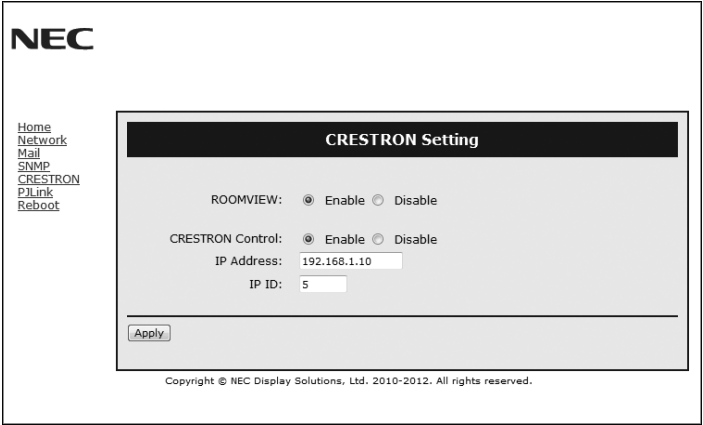 NEC
Home
Network
Mail
SNMP
CRESTRON
PJLink
Reboot
CRESTRON Setting
ROOMVIEW: Enable Disable
CRESTRON Control: Enable Disable
IP Address: 192.168.1.10
IP ID: 5
Apply
Copyright © NEC Display Solutions, Ltd. 2010-2012. All rights reserved.